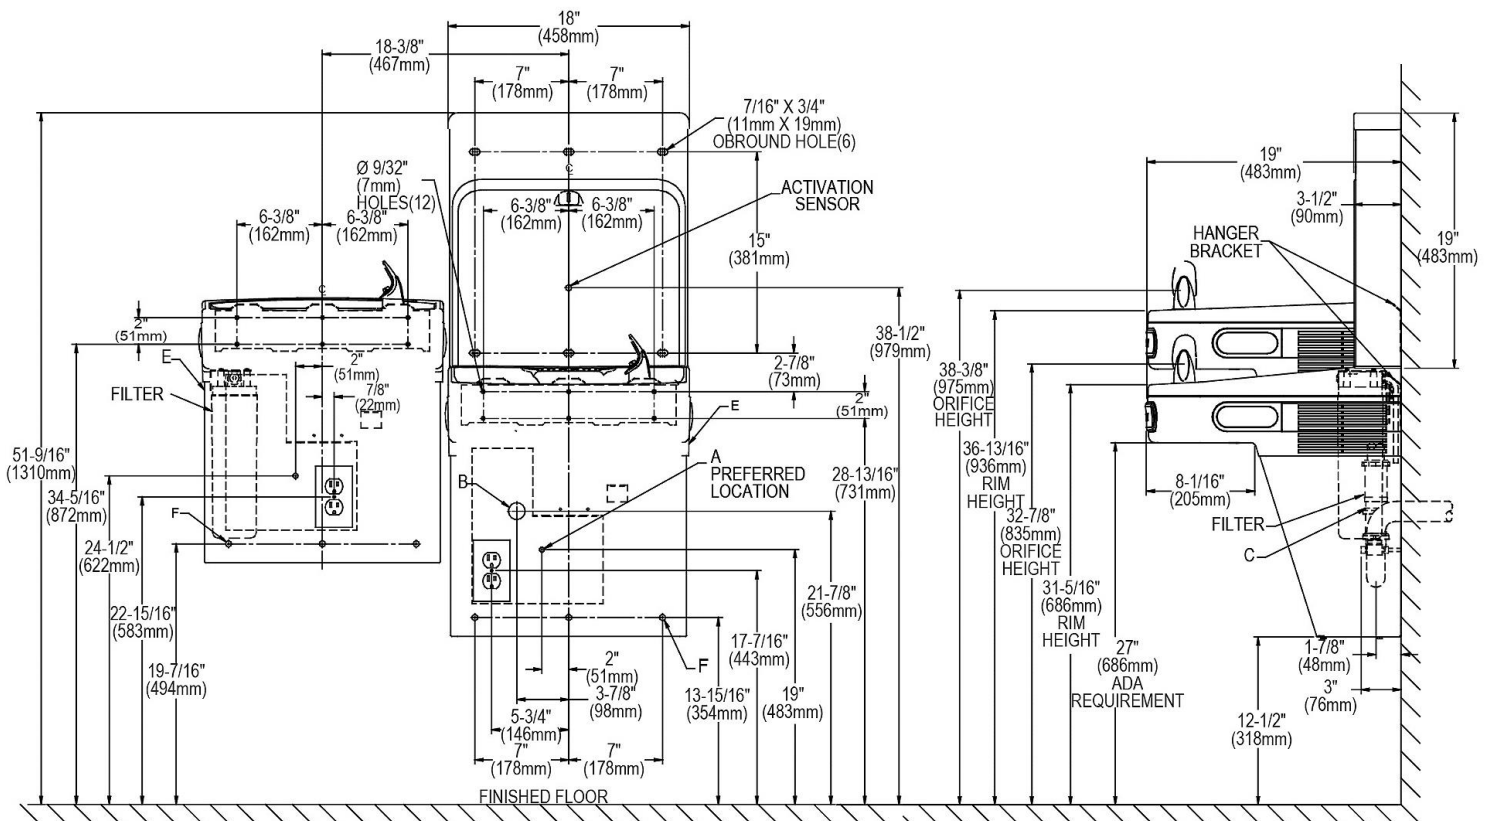 18"
(458mm)
18-3/8"
(467mm)
7"
(178mm)
7"
(178mm)
7/16" X 3/4"
(11mm X 19mm)
OBROUND HOLE(6)
Ø 9/32"
(7mm)
HOLES(12)
ACTIVATION
SENSOR
6-3/8"
(162mm)
6-3/8"
(162mm)
6-3/8"
(162mm)
6-3/8"
(162mm)
15"
(381mm)
2"
(51mm)
E
FILTER
2"
(51mm)
7/8"
(22mm)
38-1/2"
(979mm)
2-7/8"
(73mm)
2"
(51mm)
E
51-9/16"
(1310mm)
34-5/16"
(872mm)
24-1/2"
(622mm)
22-15/16"
(583mm)
19-7/16"
(494mm)
F
B
A
PREFERRED
LOCATION
28-13/16"
(731mm)
21-7/8"
(556mm)
17-7/16"
(443mm)
19"
(483mm)
13-15/16"
(354mm)
F
2"
(51mm)
3-7/8"
(98mm)
5-3/4"
(146mm)
7"
(178mm)
7"
(178mm)
FINISHED FLOOR
19"
(483mm)
3-1/2"
(90mm)
HANGER
BRACKET
19"
(483mm)
38-3/8"
(975mm)
ORIFICE
HEIGHT
36-13/16"
(936mm)
RIM
HEIGHT
32-7/8"
(835mm)
ORIFICE
HEIGHT
31-5/16"
(686mm)
RIM
HEIGHT
27"
(686mm)
ADA
REQUIREMENT
8-1/16"
(205mm)
FILTER
C
1-7/8"
(48mm)
3"
(76mm)
12-1/2"
(318mm)